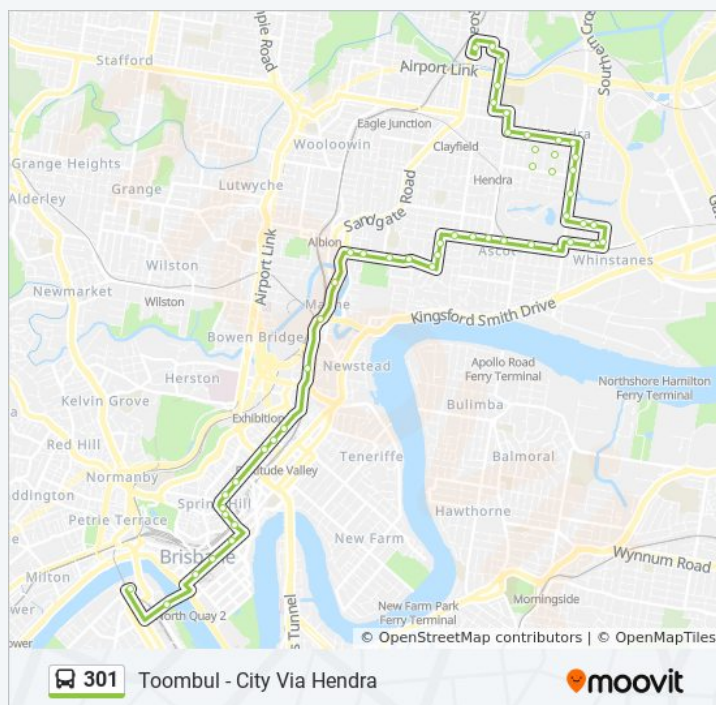 Stafford
Airport Link
Eagle Junction
Wooloowin
Clayfield
Grange Heights
Grange
Hendra
Alderley
Lutwyche
Sandgate Road
Albion
Ascot
Whinstanes
Airport Link
Wilston
Newmarket
Wilston
Kingsford Smith Drive
Bowen Bridge
Newstead
Apollo Road
Ferry Terminal
Northshore Hamilton
Ferry Terminal
Herston
Bulimba
Kelvin Grove
Exhibition
Red Hill
Teneriffe
Balmoral
Normanby
Hawthorne
Petrie Terrace
New Farm
Brisbane
Wynnum Road
Milton
Morningside
North Quay 2
New Farm Park
Ferry Terminal
© OpenStreetMap contributors | © OpenMapTiles
301 Toombul - City Via Hendra
moovit